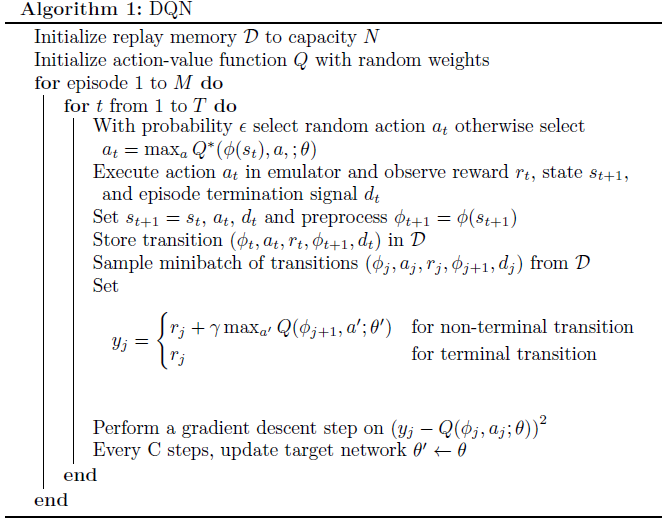 Algorithm 1: DQN
Initialize replay memory 𝒟 to capacity N
Initialize action-value function Q with random weights
for episode 1 to M do
for t from 1 to T do
With probability ϵ select random action a_t otherwise select
a_t = max_a Q*(ϕ(s_t), a, ; θ)
Execute action a_t in emulator and observe reward r_t, state s_{t+1},
and episode termination signal d_t
Set s_{t+1} = s_t, a_t, d_t and preprocess ϕ_{t+1} = ϕ(s_{t+1})
Store transition (ϕ_t, a_t, r_t, ϕ_{t+1}, d_t) in 𝒟
Sample minibatch of transitions (ϕ_j, a_j, r_j, ϕ_{j+1}, d_j) from 𝒟
Set
y_j = { r_j + γ max_{a'} Q(ϕ_{j+1}, a'; θ') for non-terminal transition
r_j for terminal transition
Perform a gradient descent step on (y_j − Q(ϕ_j, a_j; θ))²
Every C steps, update target network θ' ← θ
end
end